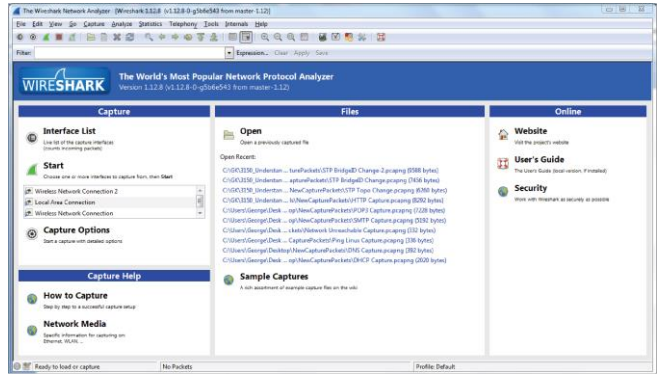 The Wireshark Network Analyzer [Wireshark 1.12.8 (v1.12.8-0-g5b6e543 from master-1.12)]
File Edit View Go Capture Analyze Statistics Telephony Tools Internals Help
Filter: Expression... Clear Apply Save
WIRESHARK
The World's Most Popular Network Protocol Analyzer
Version 1.12.8 (v1.12.8-0-g5b6e543 from master-1.12)
Capture
Interface List
Live list of the capture interfaces
(counts incoming packets)
Start
Choose one or more interfaces to capture from, then Start
Wireless Network Connection 2
Local Area Connection
Wireless Network Connection
Capture Options
Start a capture with detailed options
Capture Help
How to Capture
Step by step to a successful capture setup
Network Media
Specific information for capturing on:
Ethernet, WLAN, ...
Files
Open
Open a previously captured file
Open Recent:
C:\GK\3150_Understan ... turePackets\STP BridgeID Change-2.pcapng (8588 bytes)
C:\GK\3150_Understan ... apturePackets\STP BridgeID Change.pcapng (7656 bytes)
C:\GK\3150_Understan ... NewCapturePackets\STP Topo Change.pcapng (6760 bytes)
C:\GK\3150_Understan ... ls\NewCapturePackets\HTTP Capture.pcapng (8292 bytes)
C:\Users\George\Desk ... op\NewCapturePackets\POP3 Capture.pcapng (7228 bytes)
C:\Users\George\Desk ... op\NewCapturePackets\SMTP Capture.pcapng (5192 bytes)
C:\Users\George\Desk ... ckets\Network Unreachable Capture.pcapng (332 bytes)
C:\Users\George\Desk ... CapturePackets\Ping Linux Capture.pcapng (336 bytes)
C:\Users\George\Desktop\NewCapturePackets\DNS Capture.pcapng (392 bytes)
C:\Users\George\Desk ... op\NewCapturePackets\DHCP Capture.pcapng (2020 bytes)
Sample Captures
A rich assortment of example capture files on the wiki
Online
Website
Visit the project's website
User's Guide
The User's Guide (local version, if installed)
Security
Work with Wireshark as securely as possible
Ready to load or capture
No Packets
Profile: Default